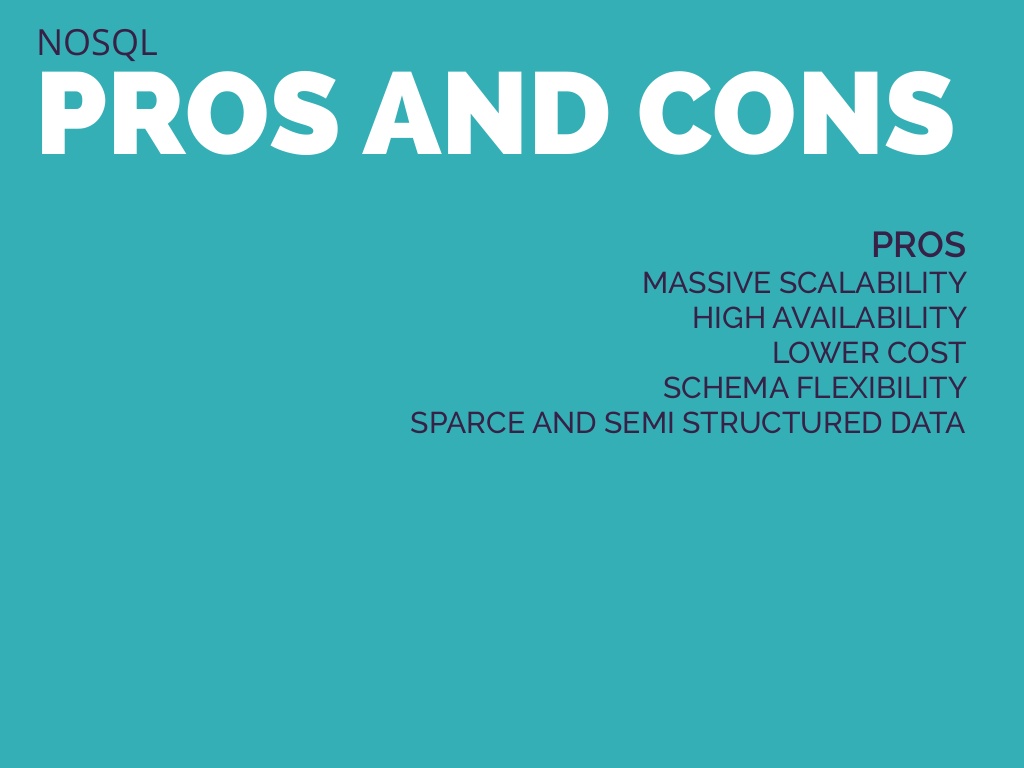 NOSQL
PROS AND CONS
PROS
MASSIVE SCALABILITY
HIGH AVAILABILITY
LOWER COST
SCHEMA FLEXIBILITY
SPARCE AND SEMI STRUCTURED DATA